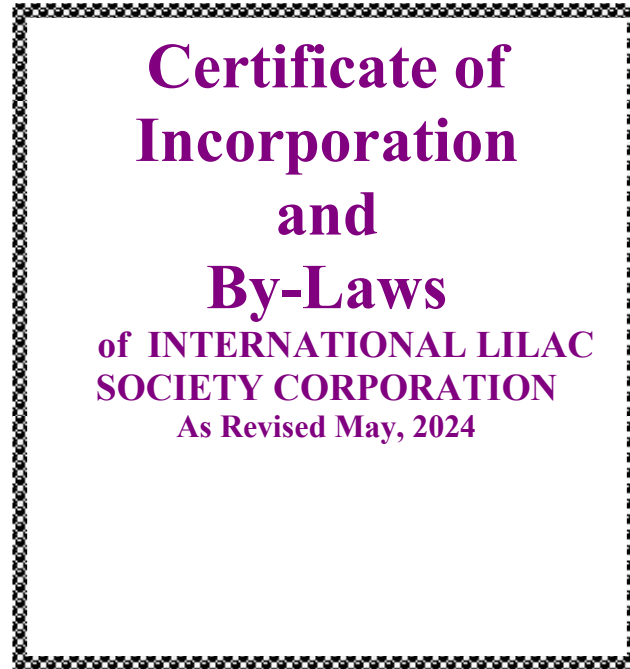 Certificate of
Incorporation
and
By-Laws
of INTERNATIONAL LILAC
SOCIETY CORPORATION
As Revised May, 2024